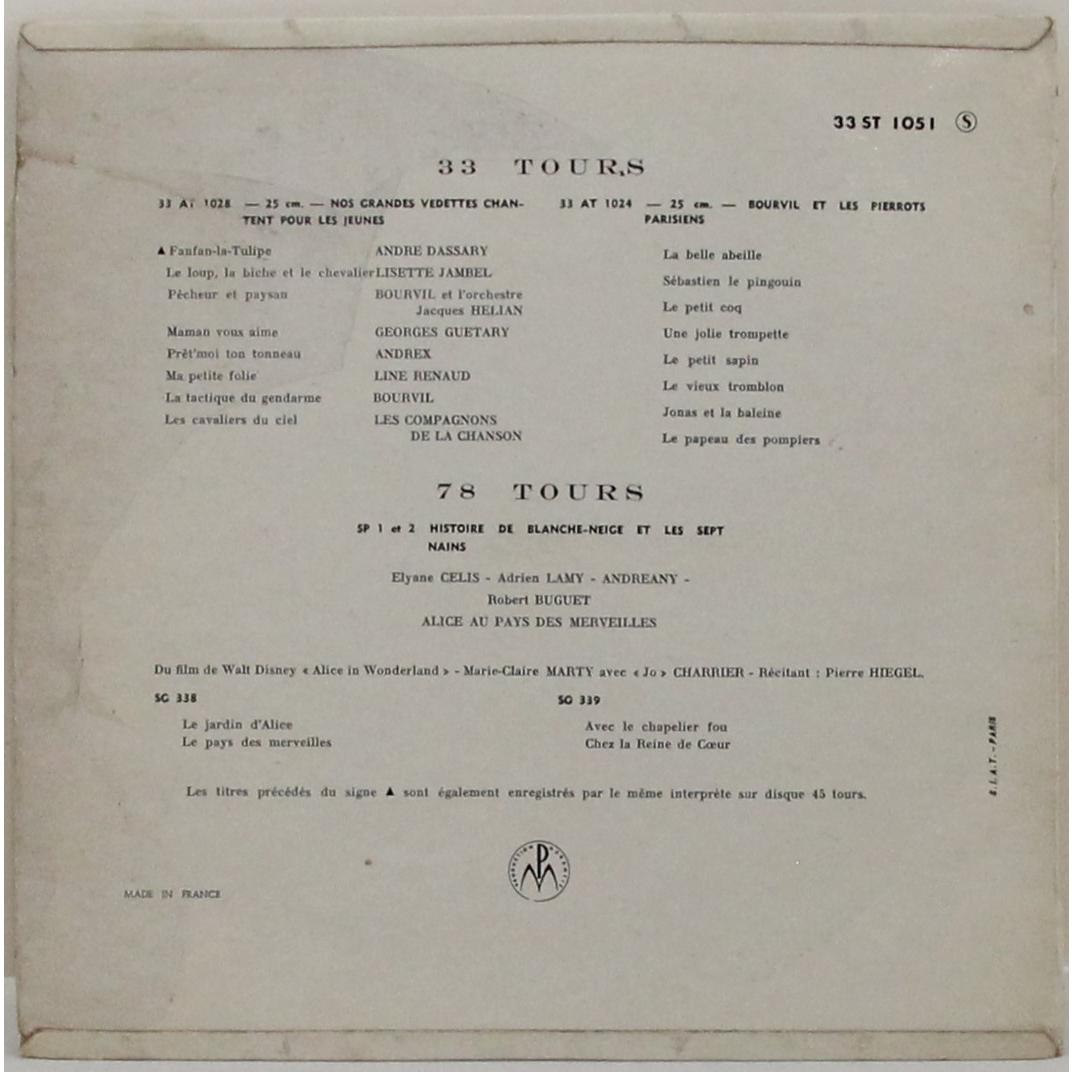 33 ST 1051 Ⓢ
33 TOURS
33 AT 1028 — 25 cm. — NOS GRANDES VEDETTES CHAN-
TENT POUR LES JEUNES
▲ Fanfan-la-Tulipe ANDRE DASSARY
Le loup, la biche et le chevalier LISETTE JAMBEL
Pêcheur et paysan BOURVIL et l'orchestre
Jacques HELIAN
Maman vous aime GEORGES GUETARY
Prêt'moi ton tonneau ANDREX
Ma petite folie LINE RENAUD
La tactique du gendarme BOURVIL
Les cavaliers du ciel LES COMPAGNONS
DE LA CHANSON
33 AT 1024 — 25 cm. — BOURVIL ET LES PIERROTS
PARISIENS
La belle abeille
Sébastien le pingouin
Le petit coq
Une jolie trompette
Le petit sapin
Le vieux tromblon
Jonas et la baleine
Le papeau des pompiers
78 TOURS
SP 1 et 2 HISTOIRE DE BLANCHE-NEIGE ET LES SEPT
NAINS
Elyane CELIS - Adrien LAMY - ANDREANY -
Robert BUGUET
ALICE AU PAYS DES MERVEILLES
Du film de Walt Disney « Alice in Wonderland » - Marie-Claire MARTY avec « Jo » CHARRIER - Récitant : Pierre HIEGEL.
SG 338
Le jardin d'Alice
Le pays des merveilles
SG 339
Avec le chapelier fou
Chez la Reine de Cœur
Les titres précédés du signe ▲ sont également enregistrés par le même interprète sur disque 45 tours.
S.I.A.T. - PARIS
MADE IN FRANCE